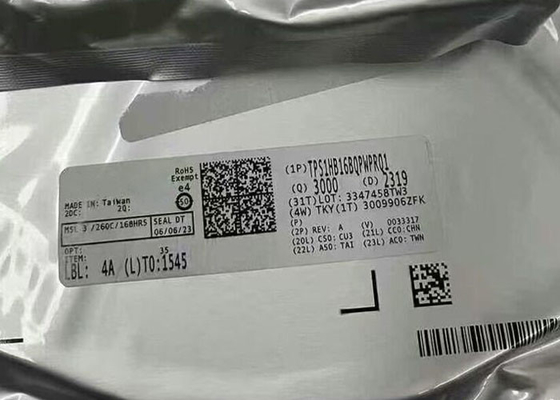 RoHS
Exempt
e4
50
MADE IN: Taiwan
2DC: 2Q:
MSL 3 /260C/168HRS
SEAL DT
06/06/23
OPT:
ITEM: 35
LBL: 4A (L)TO:1545
(1P) TPS1HB16BQPWPRQ1
(Q) 3000 (D) 2319
(31T) LOT: 3347458TW3
(4W) TKY(1T) 3009906ZFK
(P)
(2P) REV: A (V) 0033317
(20L) CSO: CU3 (21L) CCO:CHN
(22L) ASO: TAI (23L) ACO: TWN